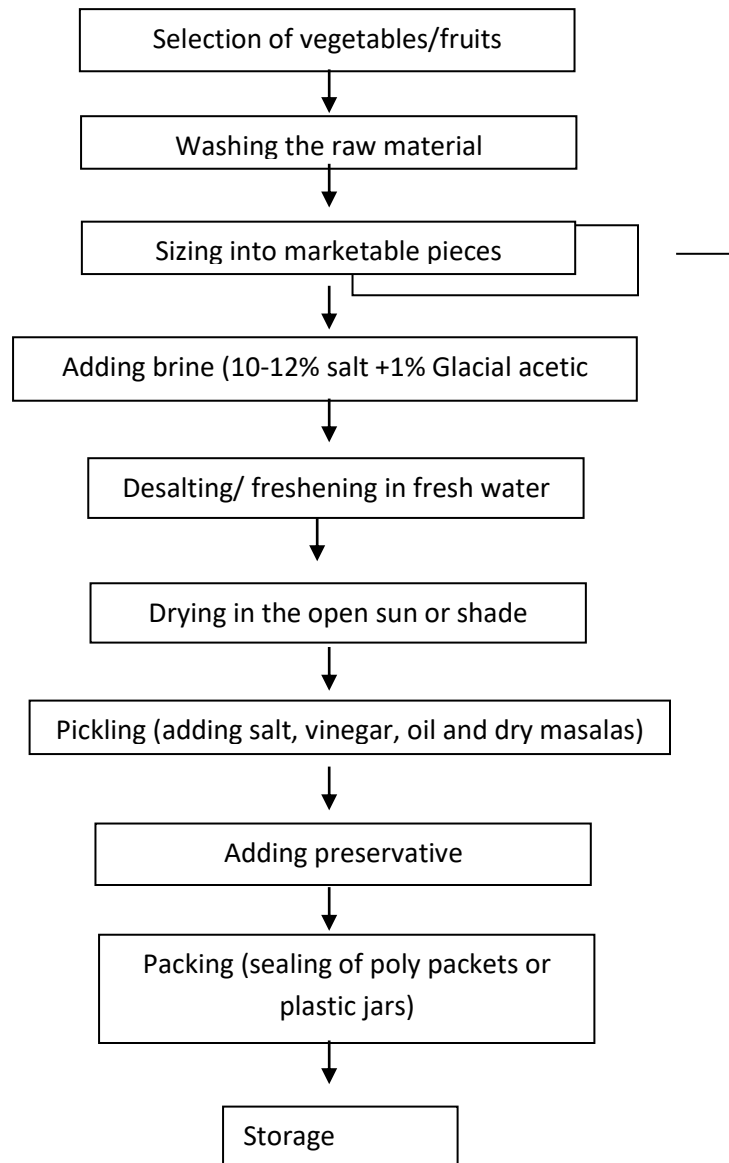 Selection of vegetables/fruits
Washing the raw material
Sizing into marketable pieces
Adding brine (10-12% salt +1% Glacial acetic
Desalting/ freshening in fresh water
Drying in the open sun or shade
Pickling (adding salt, vinegar, oil and dry masalas)
Adding preservative
Packing (sealing of poly packets or
plastic jars)
Storage